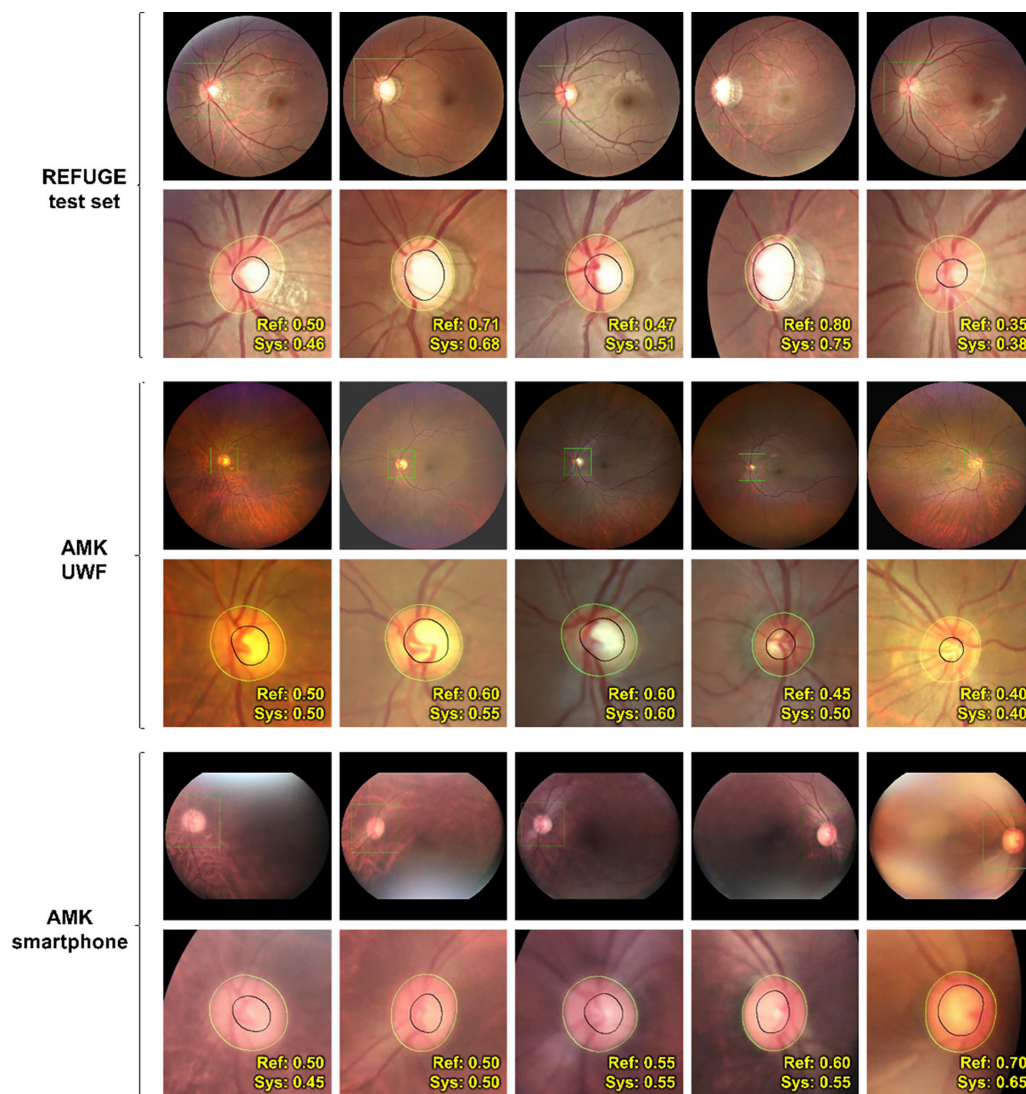 REFUGE
test set
Ref: 0.50
Sys: 0.46
Ref: 0.71
Sys: 0.68
Ref: 0.47
Sys: 0.51
Ref: 0.80
Sys: 0.75
Ref: 0.35
Sys: 0.38
AMK
UWF
Ref: 0.50
Sys: 0.50
Ref: 0.60
Sys: 0.55
Ref: 0.60
Sys: 0.60
Ref: 0.45
Sys: 0.50
Ref: 0.40
Sys: 0.40
AMK
smartphone
Ref: 0.50
Sys: 0.45
Ref: 0.50
Sys: 0.50
Ref: 0.55
Sys: 0.55
Ref: 0.60
Sys: 0.55
Ref: 0.70
Sys: 0.65